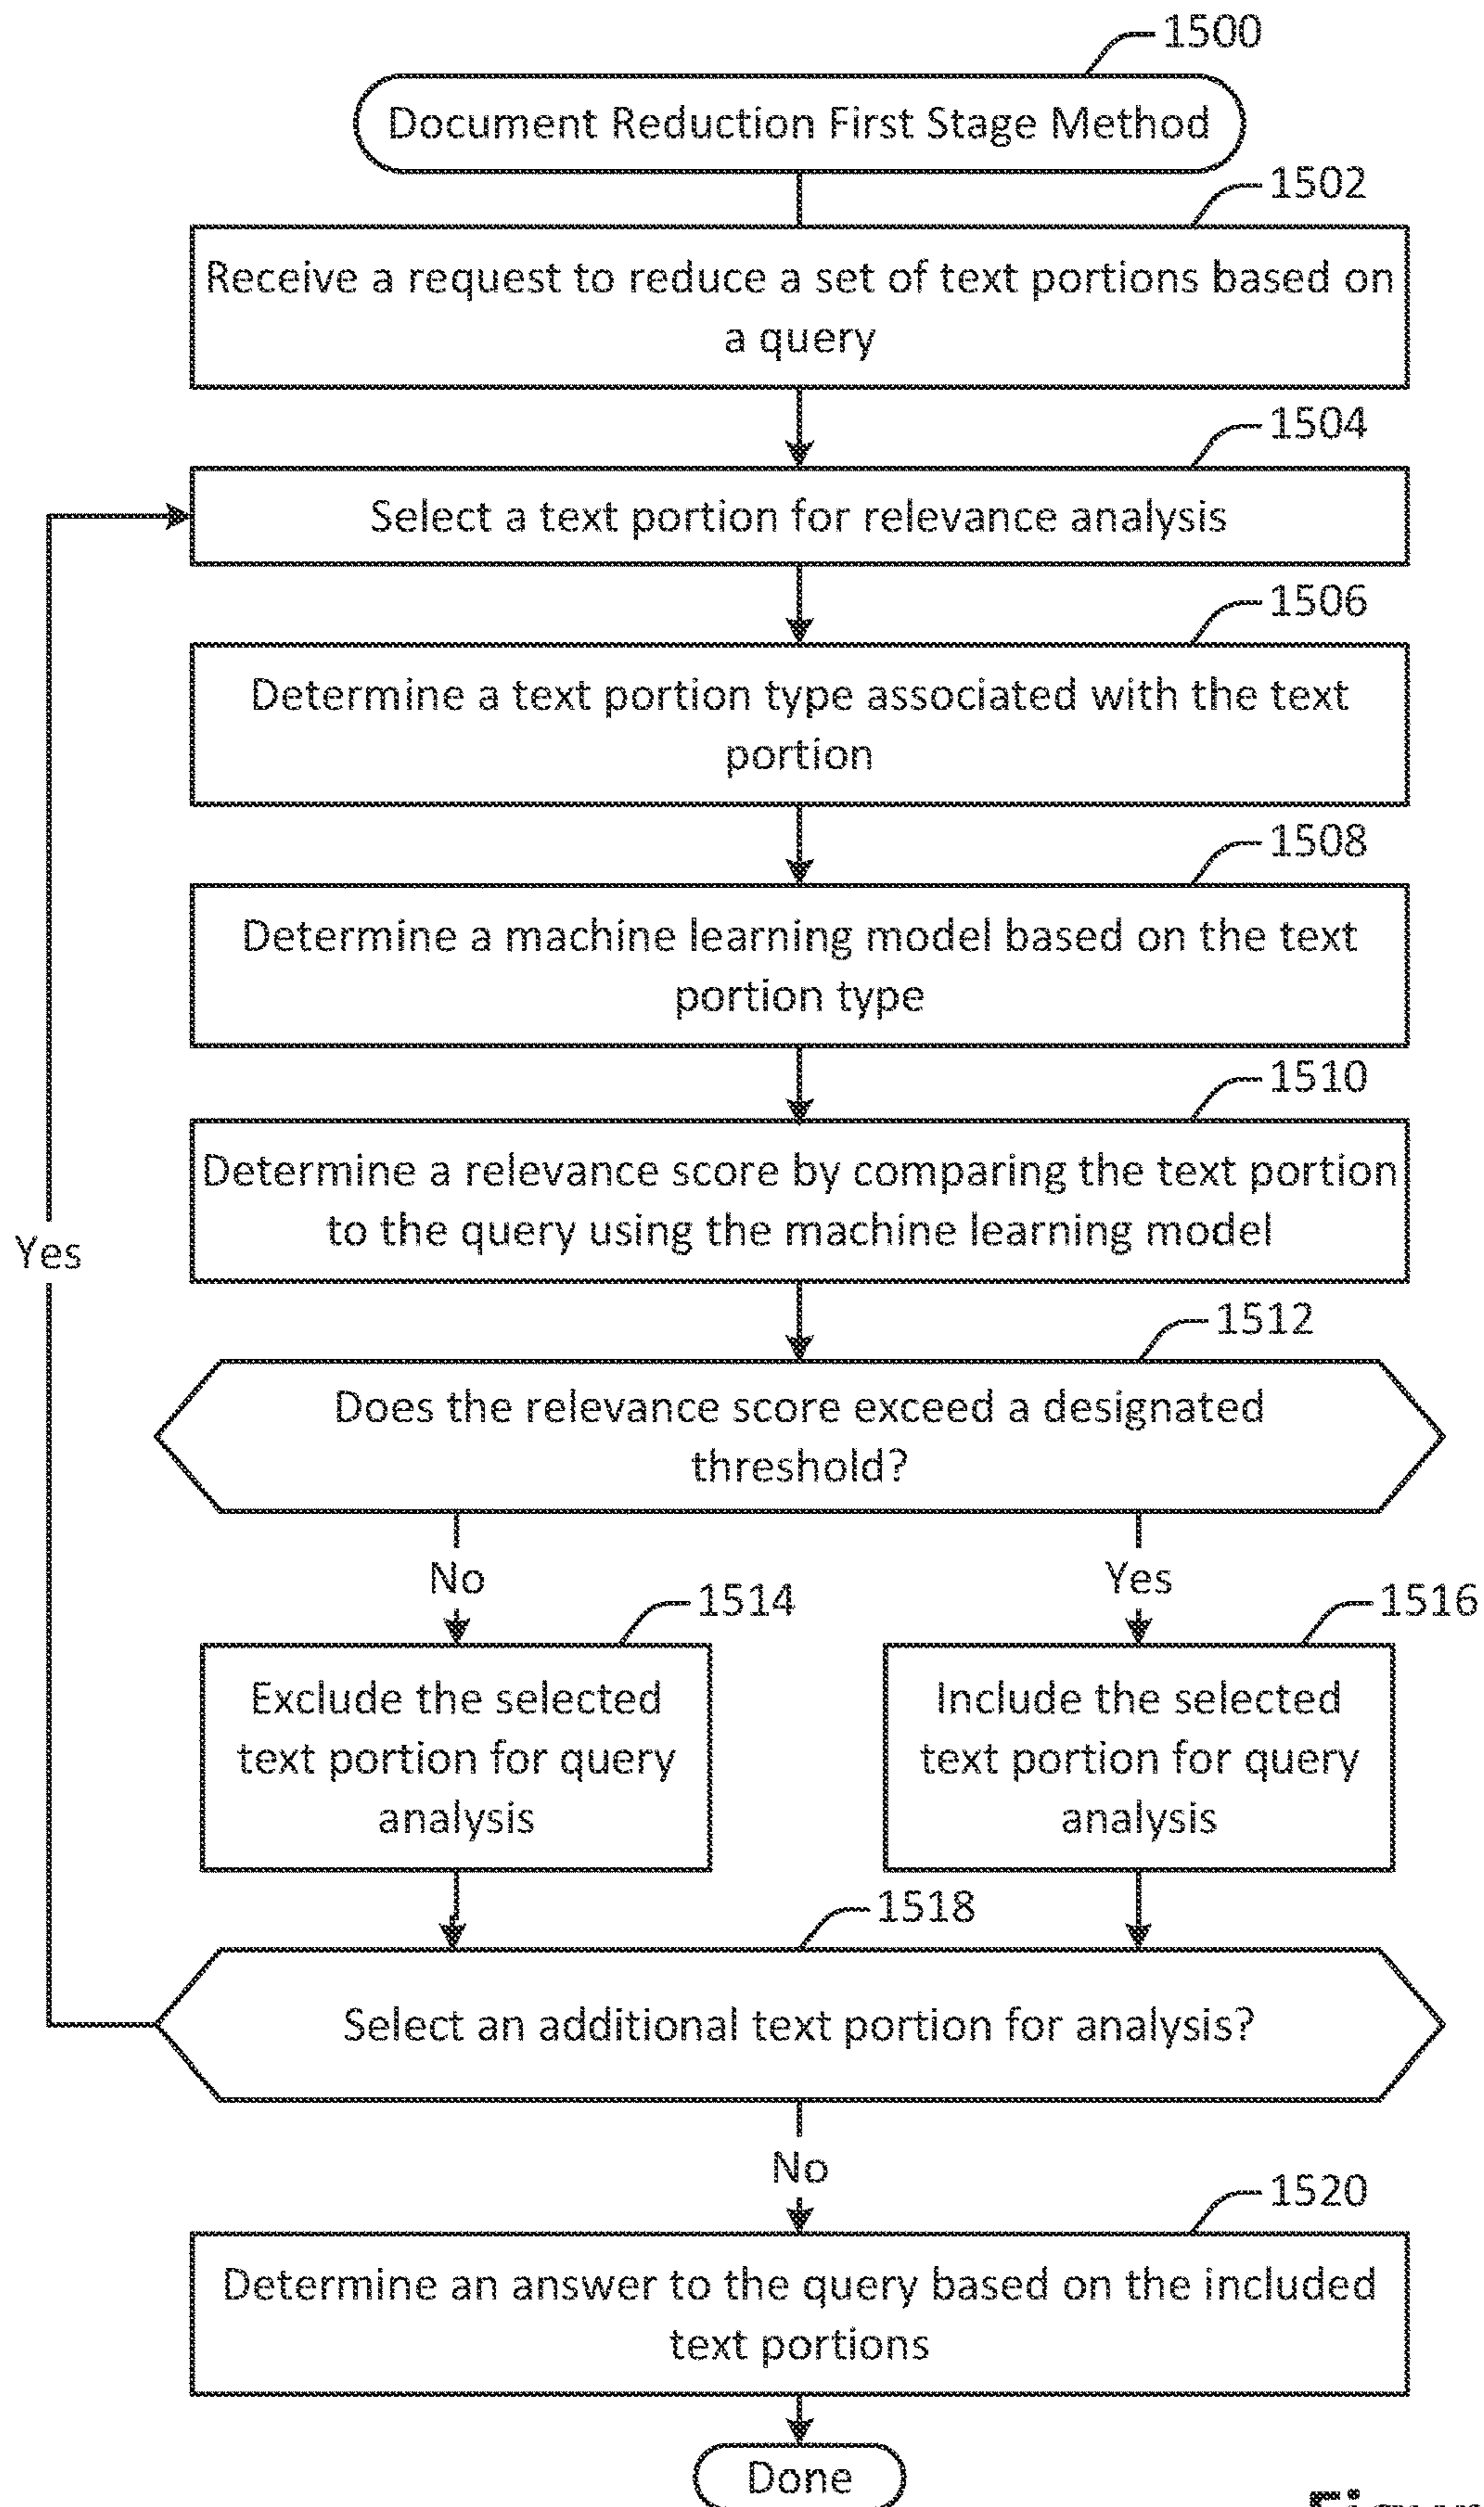 1500
Document Reduction First Stage Method
1502
Receive a request to reduce a set of text portions based on
a query
1504
Select a text portion for relevance analysis
1506
Determine a text portion type associated with the text
portion
1508
Determine a machine learning model based on the text
portion type
1510
Determine a relevance score by comparing the text portion
to the query using the machine learning model
Yes
1512
Does the relevance score exceed a designated
threshold?
No
Yes
1514
1516
Exclude the selected
text portion for query
analysis
Include the selected
text portion for query
analysis
1518
Select an additional text portion for analysis?
No
1520
Determine an answer to the query based on the included
text portions
Done